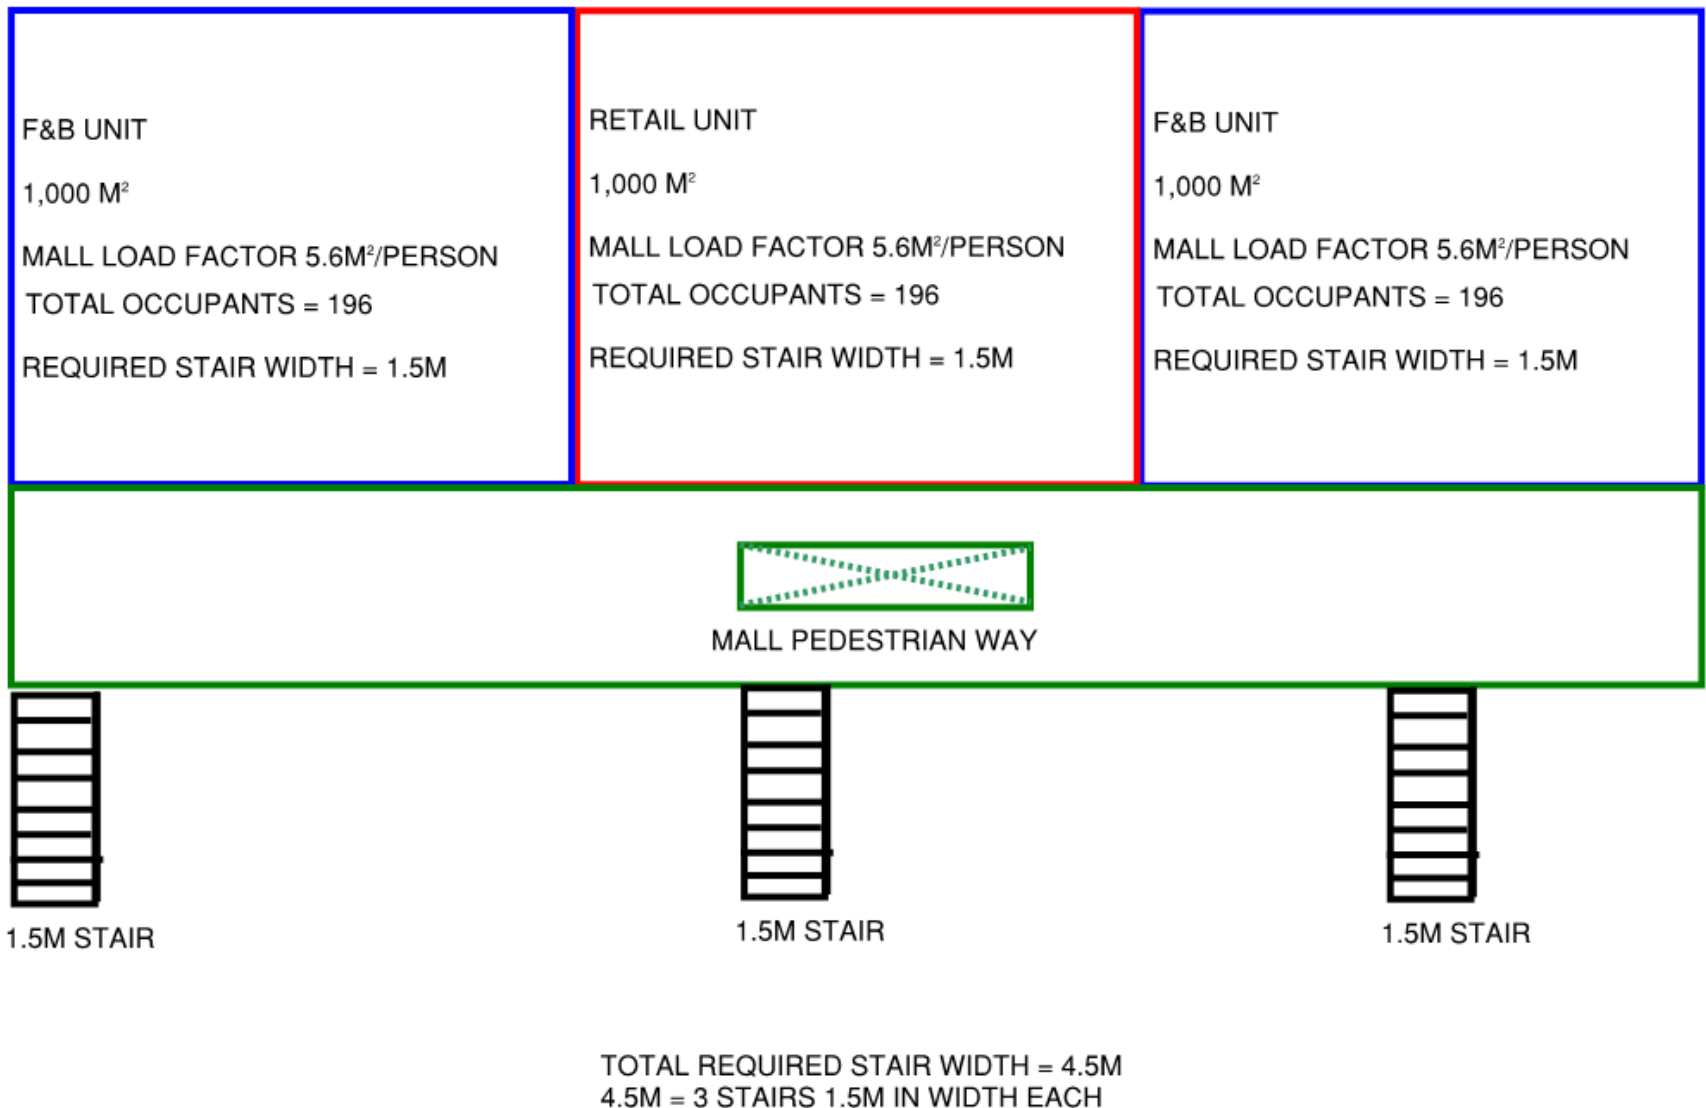 F&B UNIT
1,000 M²
MALL LOAD FACTOR 5.6M²/PERSON
TOTAL OCCUPANTS = 196
REQUIRED STAIR WIDTH = 1.5M
RETAIL UNIT
1,000 M²
MALL LOAD FACTOR 5.6M²/PERSON
TOTAL OCCUPANTS = 196
REQUIRED STAIR WIDTH = 1.5M
F&B UNIT
1,000 M²
MALL LOAD FACTOR 5.6M²/PERSON
TOTAL OCCUPANTS = 196
REQUIRED STAIR WIDTH = 1.5M
MALL PEDESTRIAN WAY
1.5M STAIR
1.5M STAIR
1.5M STAIR
TOTAL REQUIRED STAIR WIDTH = 4.5M
4.5M = 3 STAIRS 1.5M IN WIDTH EACH